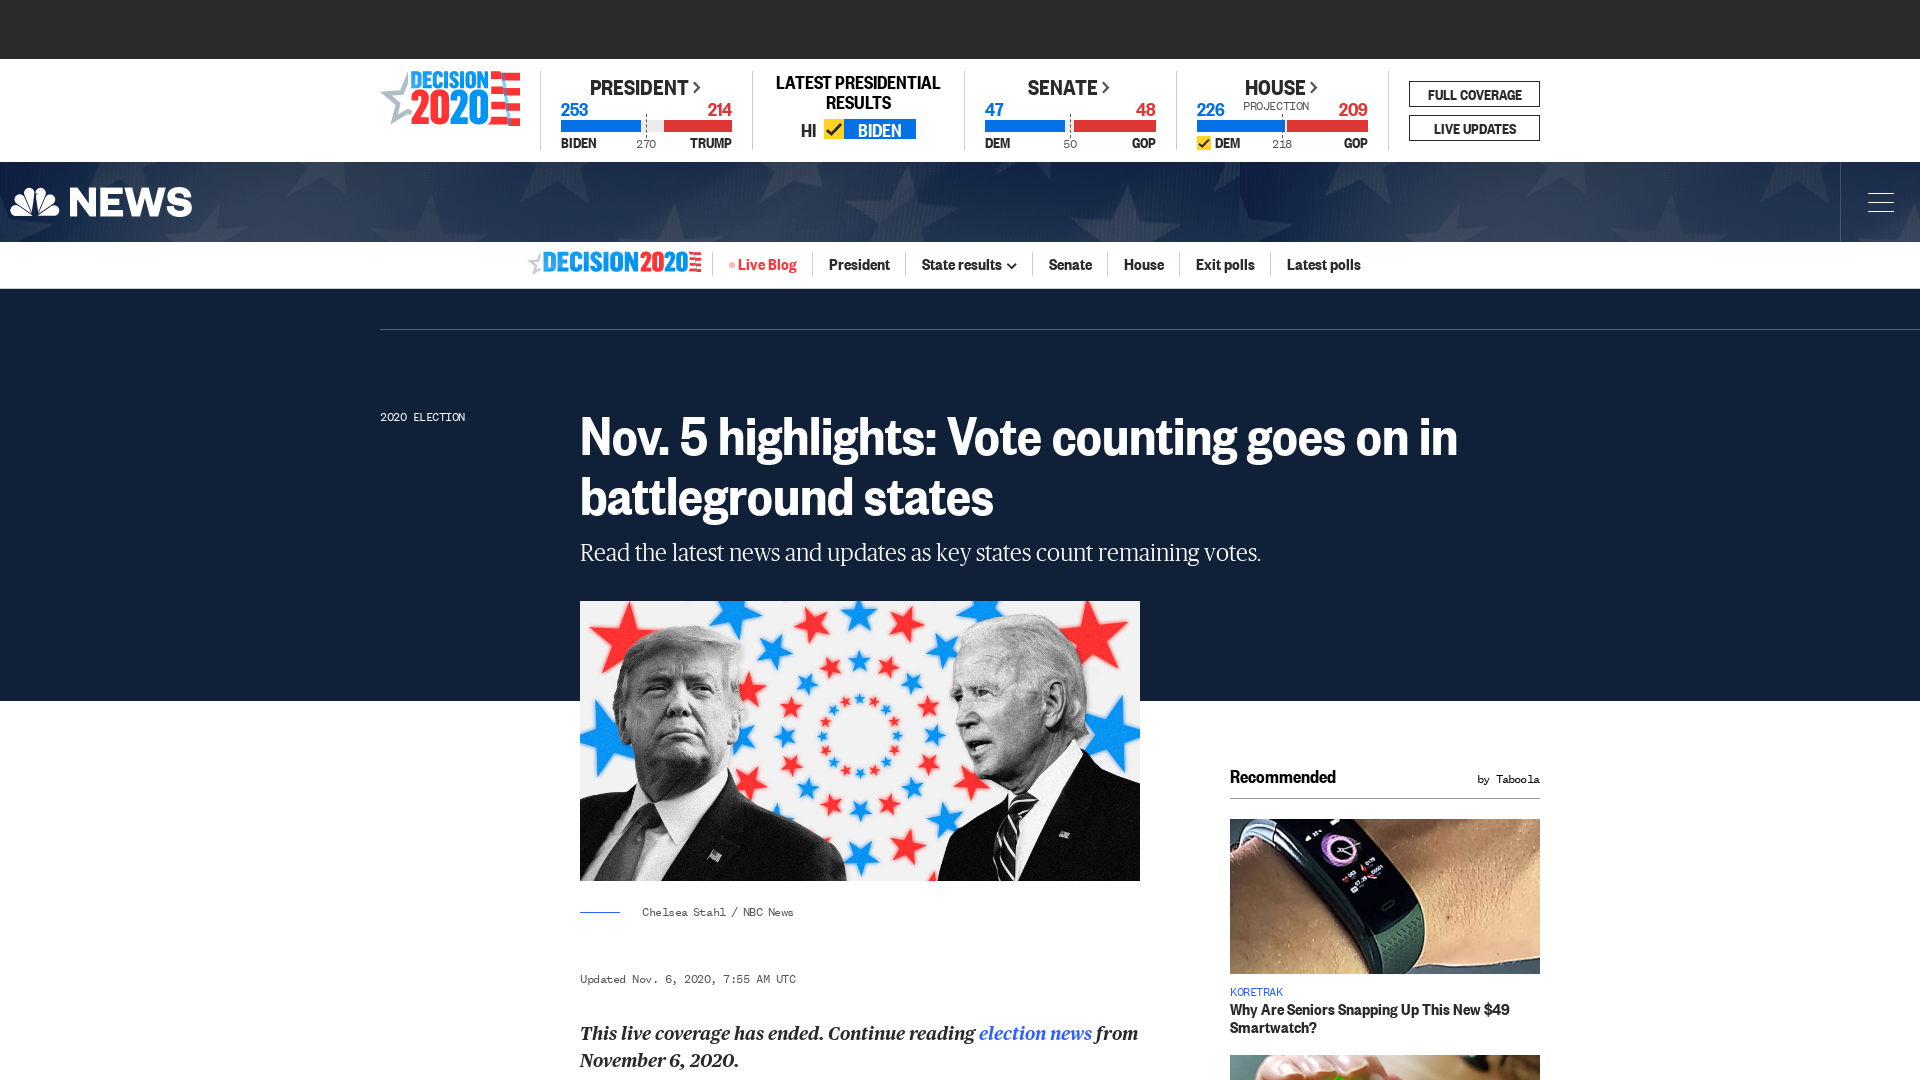 DECISION
2020
PRESIDENT
253 214
BIDEN 270 TRUMP
LATEST PRESIDENTIAL
RESULTS
HI BIDEN
SENATE
47 48
DEM 50 GOP
HOUSE
226 PROJECTION 209
DEM 218 GOP
FULL COVERAGE
LIVE UPDATES
NEWS
DECISION2020
Live Blog
President
State results
Senate
House
Exit polls
Latest polls
2020 ELECTION
Nov. 5 highlights: Vote counting goes on in
battleground states
Read the latest news and updates as key states count remaining votes.
Chelsea Stahl / NBC News
Updated Nov. 6, 2020, 7:55 AM UTC
This live coverage has ended. Continue reading election news from
November 6, 2020.
Recommended
by Taboola
KORETRAK
Why Are Seniors Snapping Up This New $49
Smartwatch?